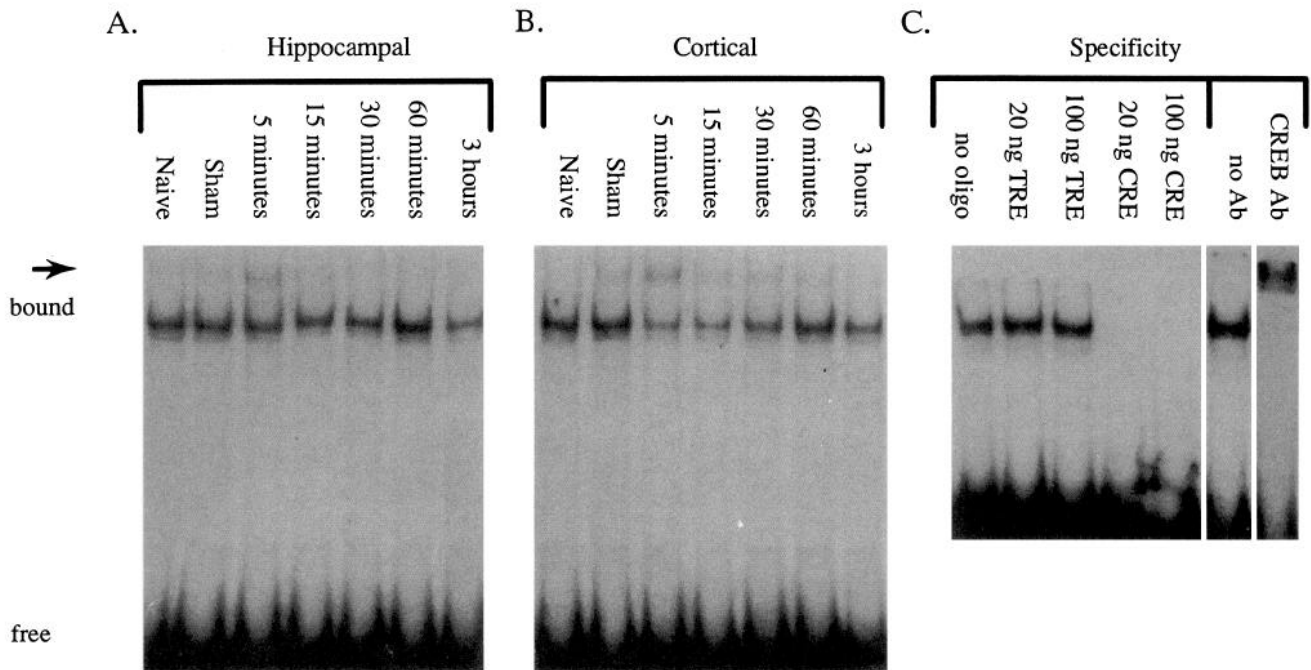 A.
Hippocampal
Naive
Sham
5 minutes
15 minutes
30 minutes
60 minutes
3 hours
B.
Cortical
Naive
Sham
5 minutes
15 minutes
30 minutes
60 minutes
3 hours
C.
Specificity
no oligo
20 ng TRE
100 ng TRE
20 ng CRE
100 ng CRE
no Ab
CREB Ab
bound
free